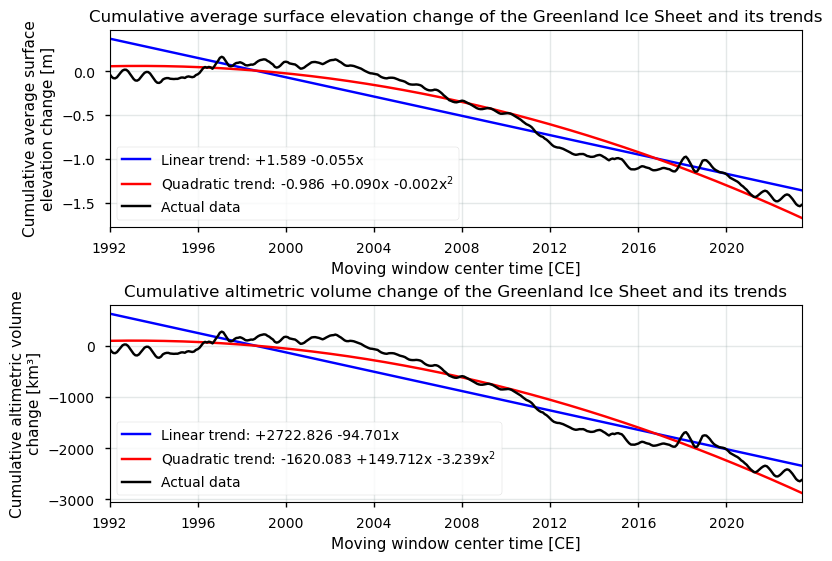 Cumulative average surface elevation change of the Greenland Ice Sheet and its trends
Cumulative average surface
elevation change [m]
0.0
−0.5
−1.0
−1.5
Linear trend: +1.589 -0.055x
Quadratic trend: -0.986 +0.090x -0.002x²
Actual data
1992 1996 2000 2004 2008 2012 2016 2020
Moving window center time [CE]
Cumulative altimetric volume change of the Greenland Ice Sheet and its trends
Cumulative altimetric volume
change [km³]
0
−1000
−2000
−3000
Linear trend: +2722.826 -94.701x
Quadratic trend: -1620.083 +149.712x -3.239x²
Actual data
1992 1996 2000 2004 2008 2012 2016 2020
Moving window center time [CE]